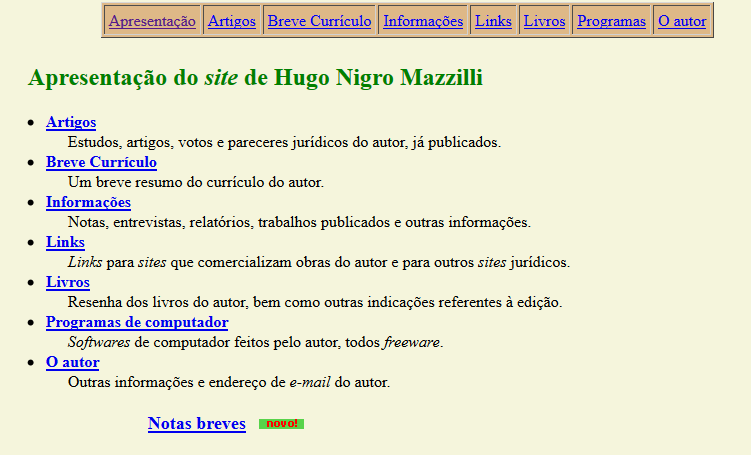 Apresentação Artigos Breve Currículo Informações Links Livros Programas O autor
Apresentação do site de Hugo Nigro Mazzilli
Artigos
Estudos, artigos, votos e pareceres jurídicos do autor, já publicados.
Breve Currículo
Um breve resumo do currículo do autor.
Informações
Notas, entrevistas, relatórios, trabalhos publicados e outras informações.
Links
Links para sites que comercializam obras do autor e para outros sites jurídicos.
Livros
Resenha dos livros do autor, bem como outras indicações referentes à edição.
Programas de computador
Softwares de computador feitos pelo autor, todos freeware.
O autor
Outras informações e endereço de e-mail do autor.
Notas breves novo!